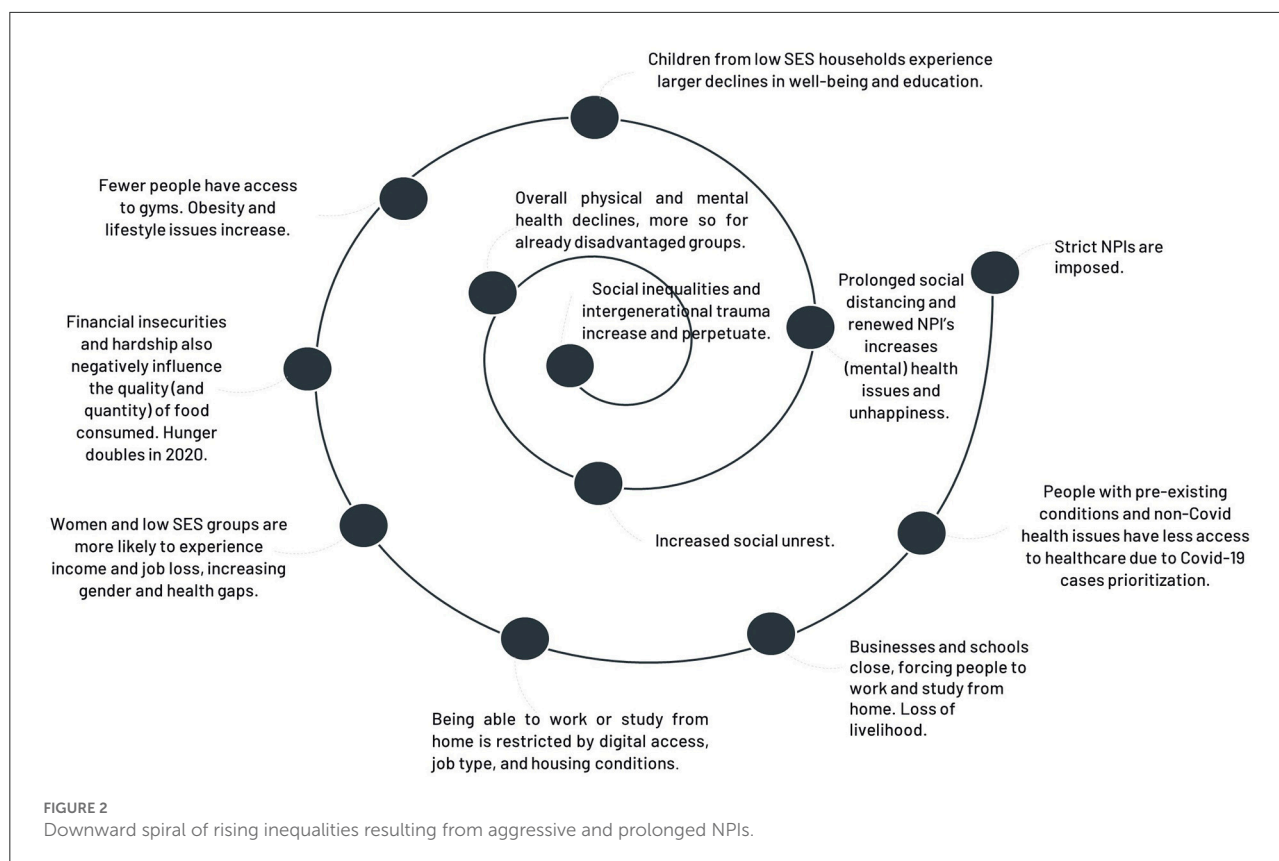 Children from low SES households experience
larger declines in well-being and education.
Fewer people have access
to gyms. Obesity and
lifestyle issues increase.
Overall physical and mental
health declines, more so for
already disadvantaged groups.
Strict NPIs are
imposed.
Social inequalities and
intergenerational trauma
increase and perpetuate.
Prolonged social
distancing and
renewed NPI's
increases
(mental) health
issues and
unhappiness.
Financial insecurities
and hardship also
negatively influence
the quality (and
quantity) of food
consumed. Hunger
doubles in 2020.
People with pre-existing
conditions and non-Covid
health issues have less access
to healthcare due to Covid-19
cases prioritization.
Women and low SES groups are
more likely to experience
income and job loss, increasing
gender and health gaps.
Increased social unrest.
Businesses and schools
close, forcing people to
work and study from
home. Loss of
livelihood.
Being able to work or study from
home is restricted by digital access,
job type, and housing conditions.
FIGURE 2
Downward spiral of rising inequalities resulting from aggressive and prolonged NPIs.